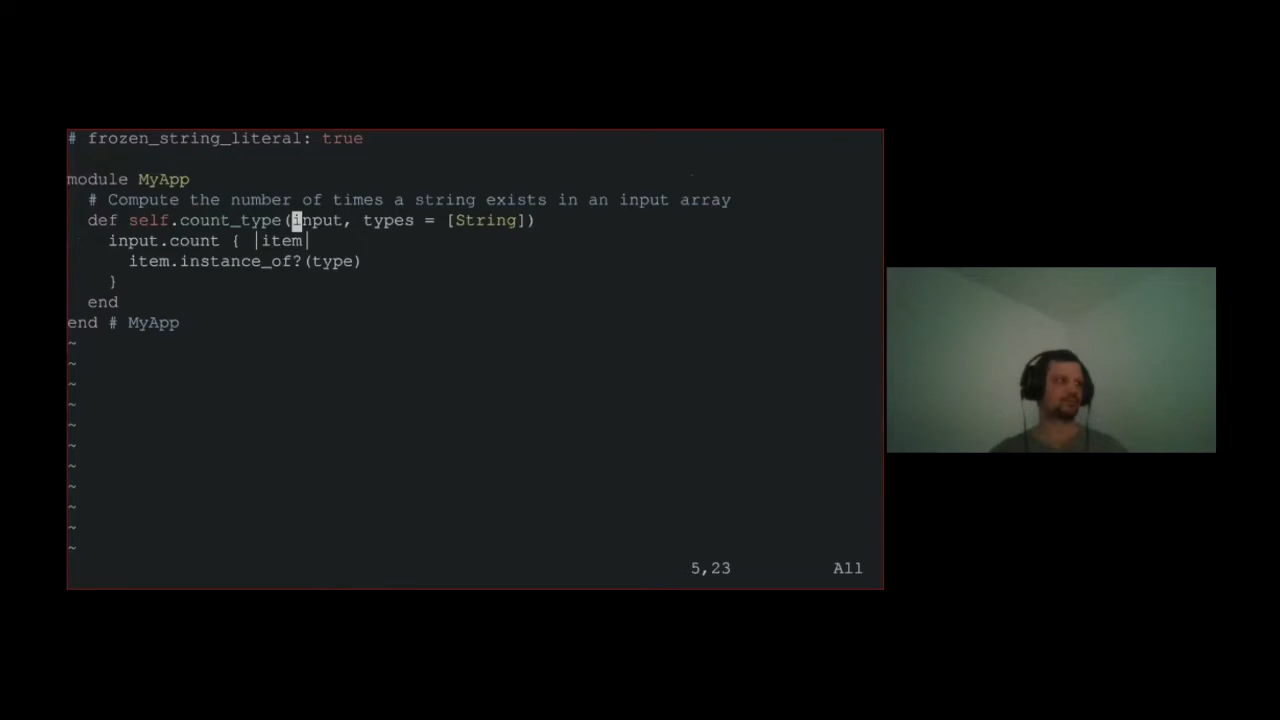 # frozen_string_literal: true
module MyApp
# Compute the number of times a string exists in an input array
def self.count_type(input, types = [String])
input.count { |item|
item.instance_of?(type)
}
end
end # MyApp
~
~
~
~
~
~
~
~
~
~
~
5,23 All